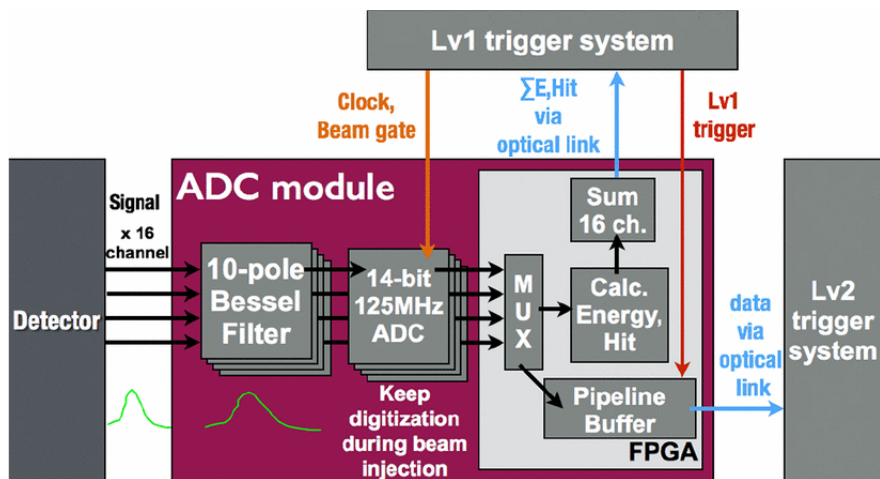 Lv1 trigger system
Clock,
Beam gate
∑E,Hit
via
optical link
Lv1
trigger
Signal
x 16
channel
ADC module
Detector
10-pole
Bessel
Filter
14-bit
125MHz
ADC
MUX
Sum
16 ch.
Calc.
Energy,
Hit
Pipeline
Buffer
FPGA
Keep
digitization
during beam
injection
data
via
optical
link
Lv2
trigger
system